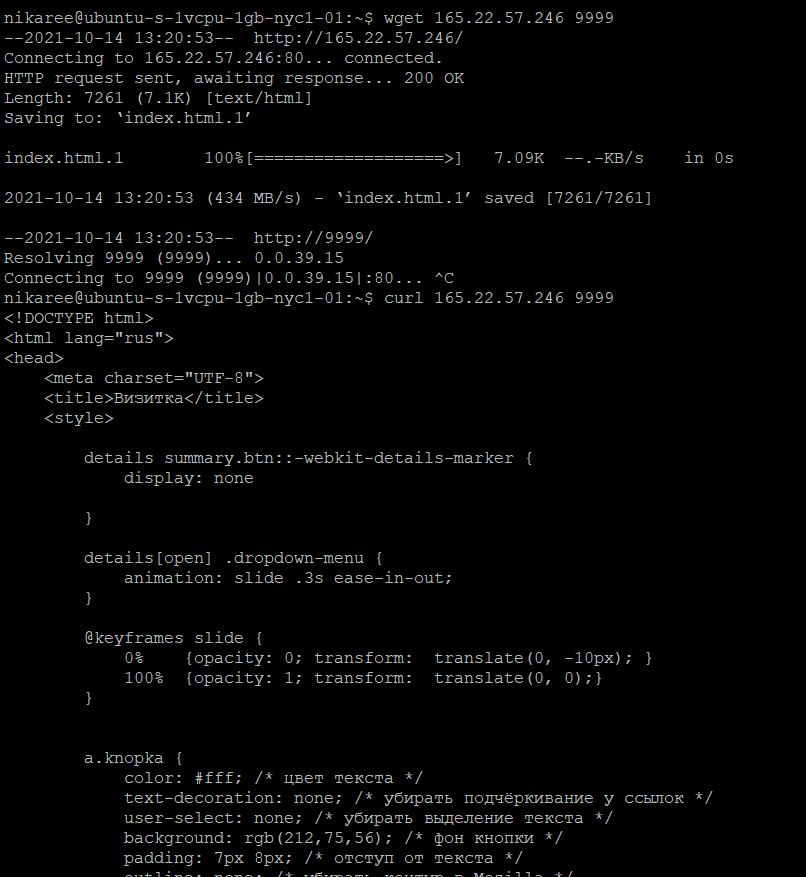 nikaree@ubuntu-s-1vcpu-1gb-nyc1-01:~$ wget 165.22.57.246 9999
--2021-10-14 13:20:53--  http://165.22.57.246/
Connecting to 165.22.57.246:80... connected.
HTTP request sent, awaiting response... 200 OK
Length: 7261 (7.1K) [text/html]
Saving to: ‘index.html.1’
index.html.1        100%[===================>]   7.09K  --.-KB/s    in 0s
2021-10-14 13:20:53 (434 MB/s) - ‘index.html.1’ saved [7261/7261]
--2021-10-14 13:20:53--  http://9999/
Resolving 9999 (9999)... 0.0.39.15
Connecting to 9999 (9999)|0.0.39.15|:80... ^C
nikaree@ubuntu-s-1vcpu-1gb-nyc1-01:~$ curl 165.22.57.246 9999
<!DOCTYPE html>
<html lang="rus">
<head>
    <meta charset="UTF-8">
    <title>Визитка</title>
    <style>
        details summary.btn::-webkit-details-marker {
            display: none
        }
        details[open] .dropdown-menu {
            animation: slide .3s ease-in-out;
        }
        @keyframes slide {
            0%    {opacity: 0; transform:  translate(0, -10px); }
            100%  {opacity: 1; transform:  translate(0, 0);}
        }
        a.knopka {
            color: #fff; /* цвет текста */
            text-decoration: none; /* убирать подчёркивание у ссылок */
            user-select: none; /* убирать выделение текста */
            background: rgb(212,75,56); /* фон кнопки */
            padding: 7px 8px; /* отступ от текста */
            outline: none; /* убирать контур в Mozilla */